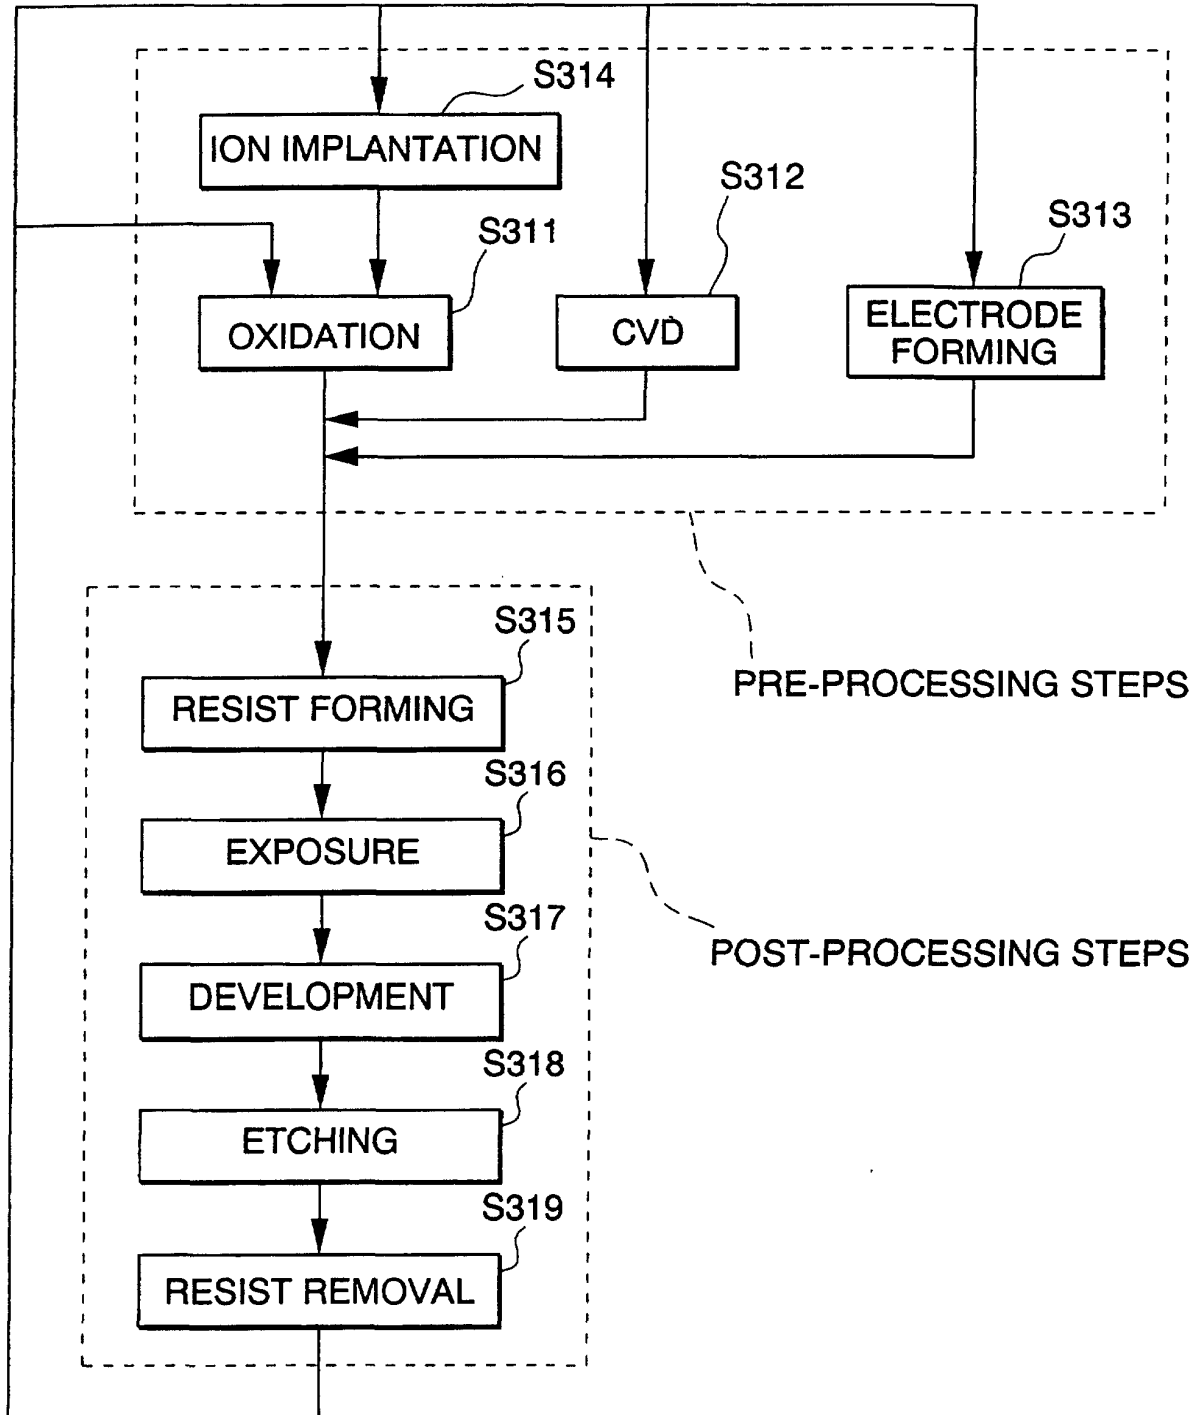 S314
ION IMPLANTATION
S312
S313
S311
OXIDATION
CVD
ELECTRODE
FORMING
S315
PRE-PROCESSING STEPS
RESIST FORMING
S316
EXPOSURE
S317
POST-PROCESSING STEPS
DEVELOPMENT
S318
ETCHING
S319
RESIST REMOVAL